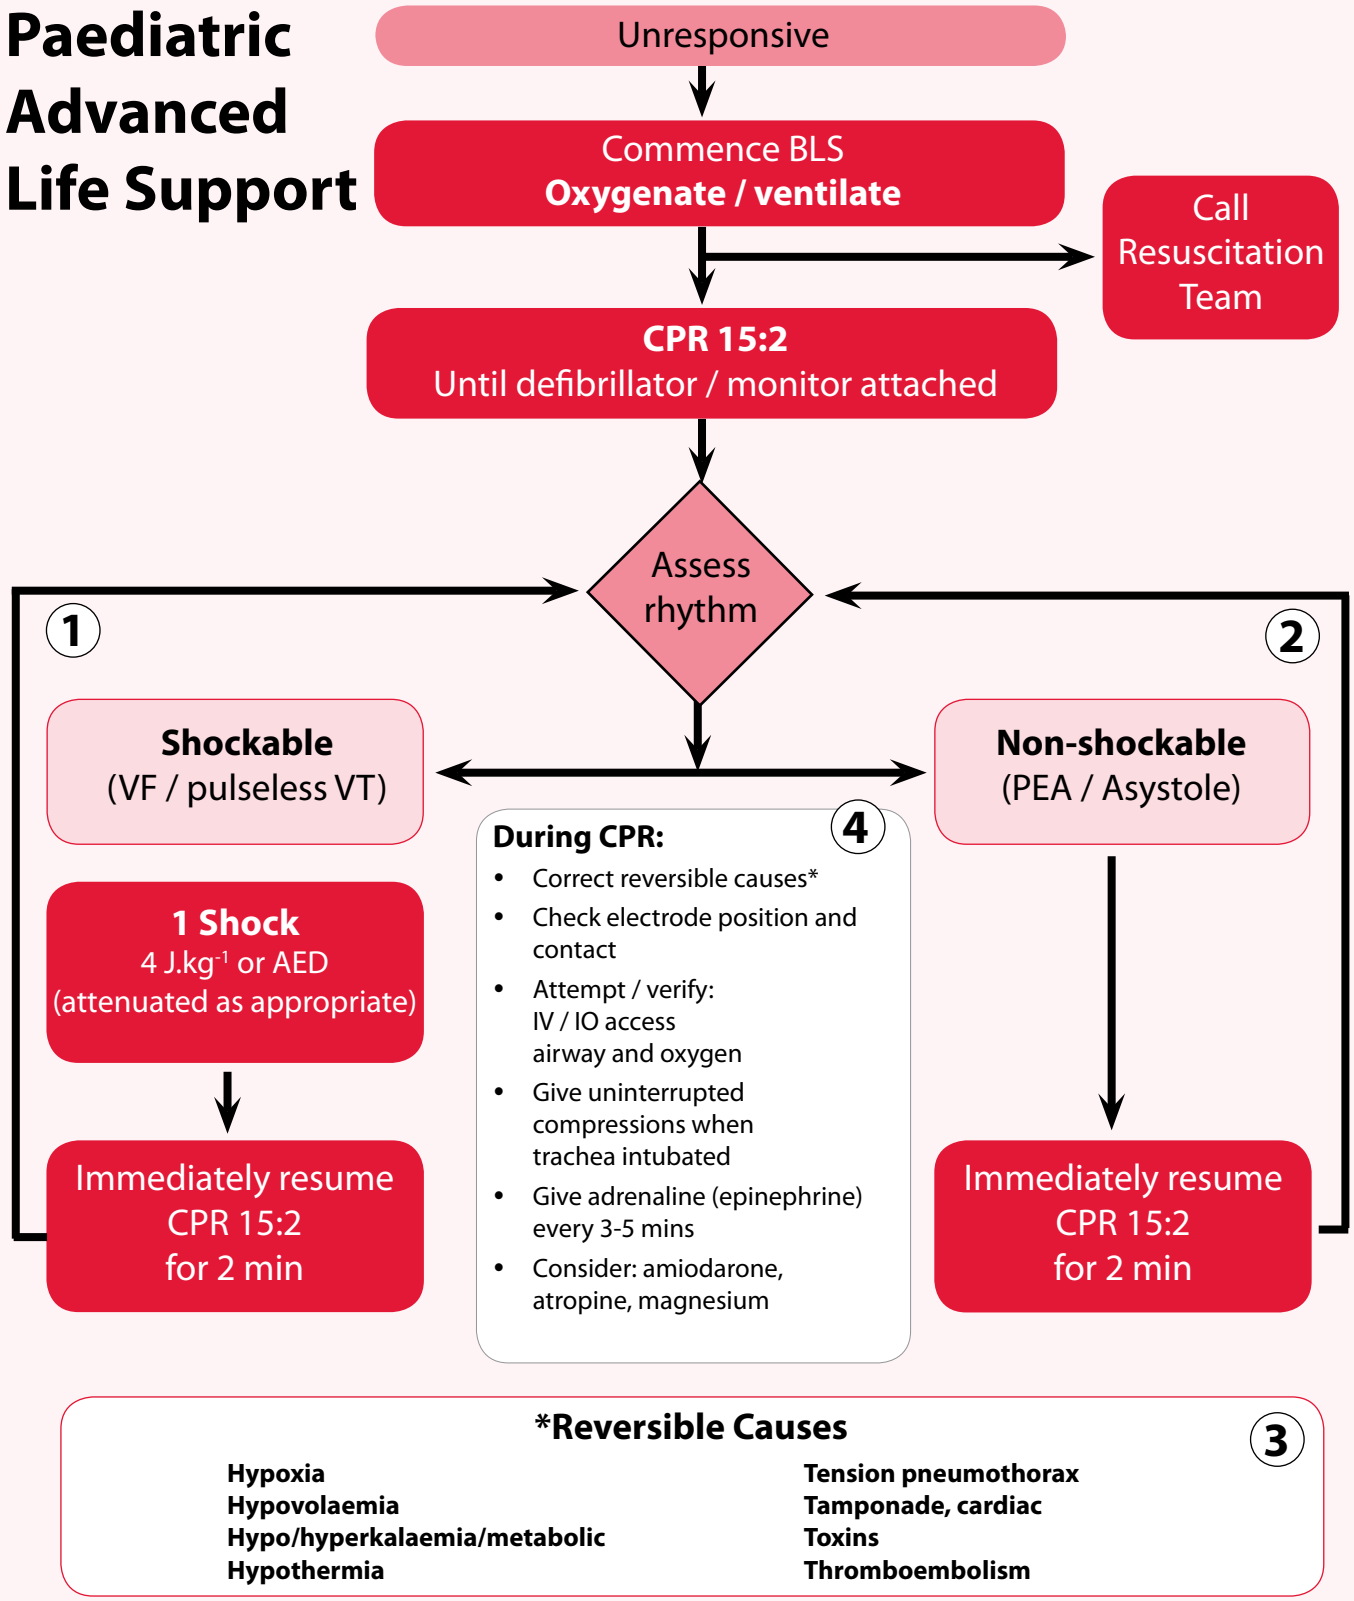 Paediatric
Advanced
Life Support
Unresponsive
Commence BLS
Oxygenate / ventilate
Call
Resuscitation
Team
CPR 15:2
Until defibrillator / monitor attached
Assess
rhythm
1
2
Shockable
(VF / pulseless VT)
Non-shockable
(PEA / Asystole)
1 Shock
4 J.kg⁻¹ or AED
(attenuated as appropriate)
Immediately resume
CPR 15:2
for 2 min
During CPR:
4
• Correct reversible causes*
• Check electrode position and
contact
• Attempt / verify:
IV / IO access
airway and oxygen
• Give uninterrupted
compressions when
trachea intubated
• Give adrenaline (epinephrine)
every 3-5 mins
• Consider: amiodarone,
atropine, magnesium
Immediately resume
CPR 15:2
for 2 min
*Reversible Causes
3
Hypoxia
Hypovolaemia
Hypo/hyperkalaemia/metabolic
Hypothermia
Tension pneumothorax
Tamponade, cardiac
Toxins
Thromboembolism